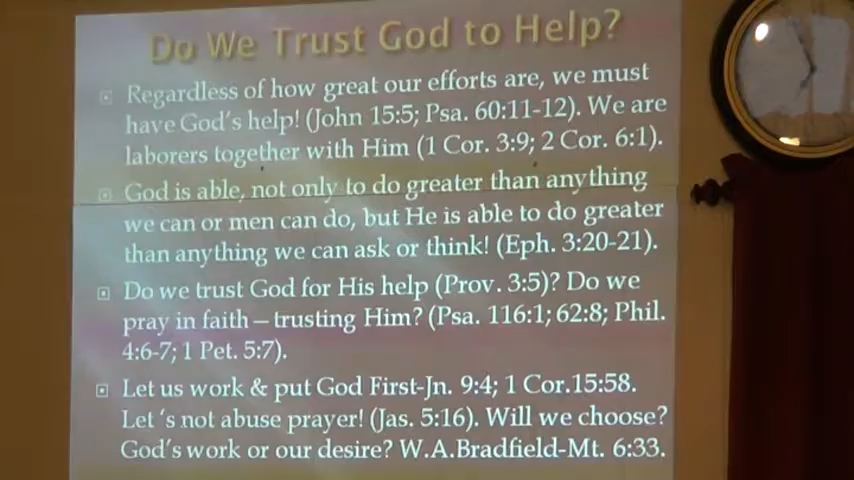 Do We Trust God to Help?
Regardless of how great our efforts are, we must
have God's help! (John 15:5; Psa. 60:11-12). We are
laborers together with Him (1 Cor. 3:9; 2 Cor. 6:1).
God is able, not only to do greater than anything
we can or men can do, but He is able to do greater
than anything we can ask or think! (Eph. 3:20-21).
Do we trust God for His help (Prov. 3:5)? Do we
pray in faith – trusting Him? (Psa. 116:1; 62:8; Phil.
4:6-7; 1 Pet. 5:7).
Let us work & put God First-Jn. 9:4; 1 Cor.15:58.
Let 's not abuse prayer! (Jas. 5:16). Will we choose?
God's work or our desire? W.A.Bradfield-Mt. 6:33.